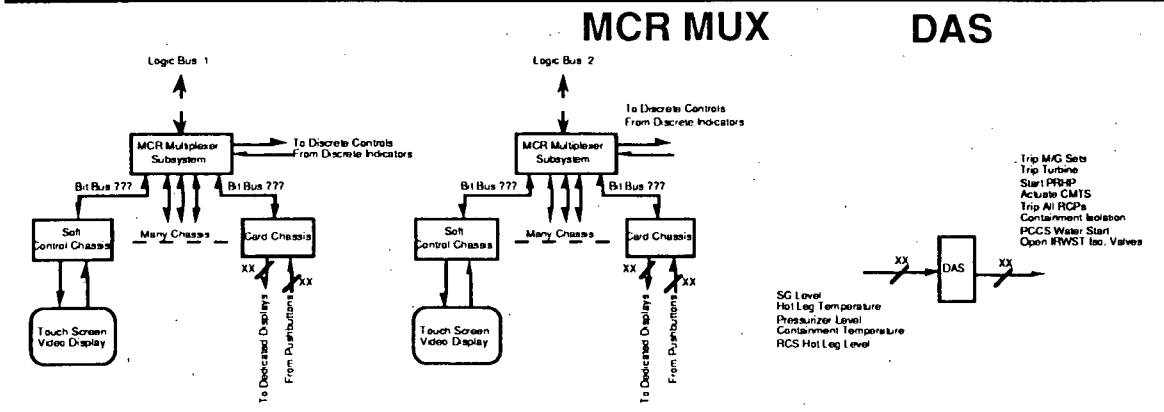 MCR MUX
DAS
Logic Bus 1
To Discrete Controls
From Discrete Indicators
MCR Multiplexer
Subsystem
Bit Bus ???
Bit Bus ???
Soft
Control Chassis
Many Chassis
Card Chassis
XX
XX
Touch Screen
Video Display
To Dedicated Displays
From Pushbuttons
Logic Bus 2
To Discrete Controls
From Discrete Indicators
MCR Multiplexer
Subsystem
Bit Bus ???
Bit Bus ???
Soft
Control Chassis
Many Chassis
Card Chassis
XX
XX
Touch Screen
Video Display
To Dedicated Displays
From Pushbuttons
Trip M/G Sets
Trip Turbine
Start PRHP
Actuate CMTS
Trip All RCPs
Containment Isolation
PCCS Water Start
Open IRWST Iso. Valves
XX
DAS
XX
SG Level
Hot Leg Temperature
Pressurizer Level
Containment Temperature
RCS Hot Leg Level